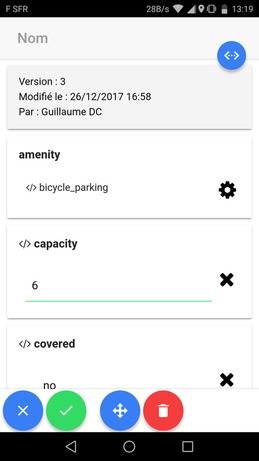 F SFR 28B/s 13:19
Nom
Version : 3
Modifié le : 26/12/2017 16:58
Par : Guillaume DC
amenity
</> bicycle_parking
</> capacity
6
</> covered
no